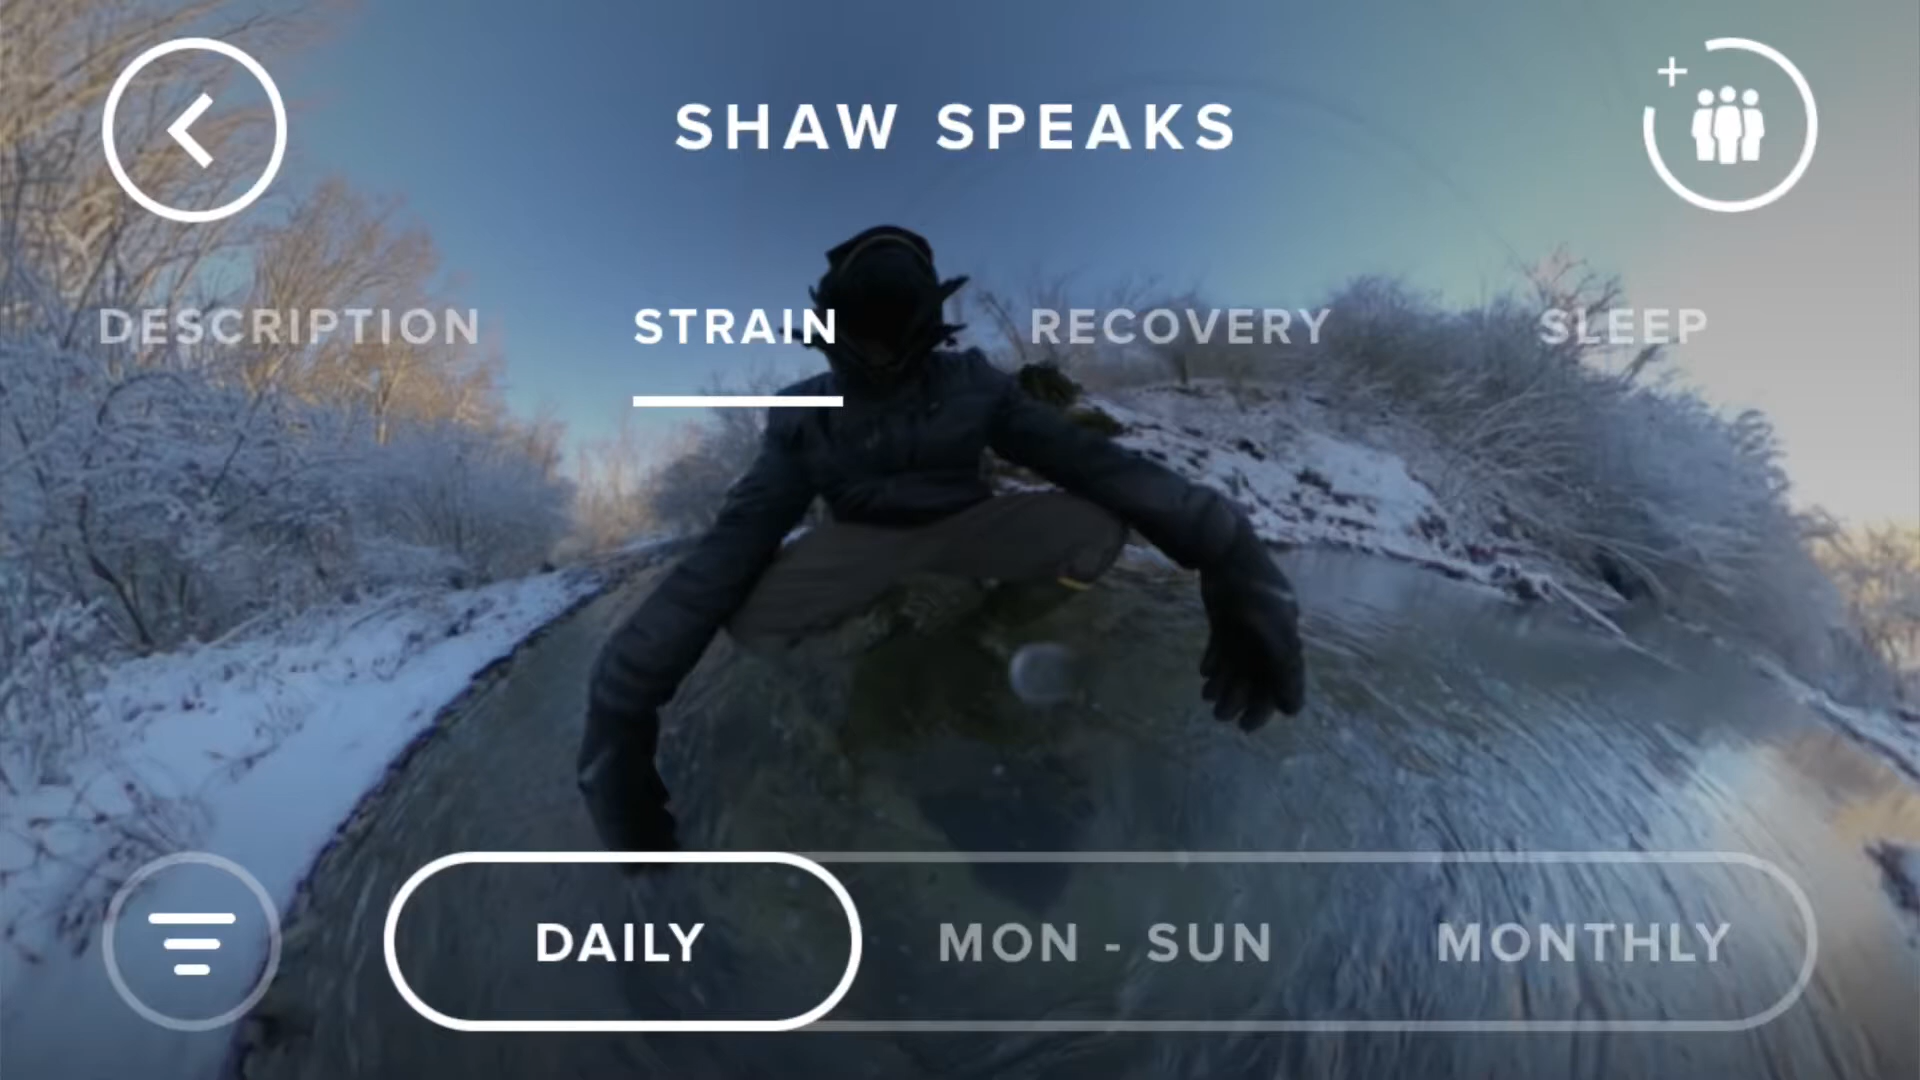 SHAW SPEAKS
DESCRIPTION STRAIN RECOVERY SLEEP
DAILY MON - SUN MONTHLY